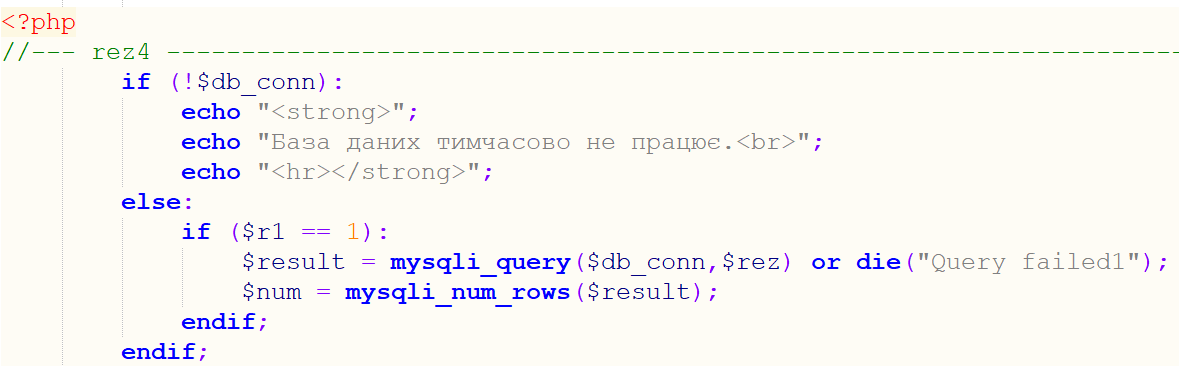 <?php
//--- rez4 ---------------------------------------------------------------------
if (!$db_conn):
echo "<strong>";
echo "База даних тимчасово не працює.<br>";
echo "<hr></strong>";
else:
if ($r1 == 1):
$result = mysqli_query($db_conn,$rez) or die("Query failed1");
$num = mysqli_num_rows($result);
endif;
endif;